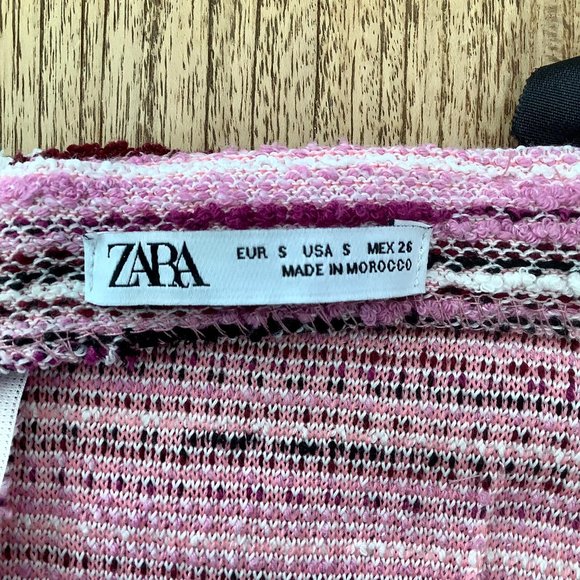 ZARA
EUR S USA S MEX 26
MADE IN MOROCCO